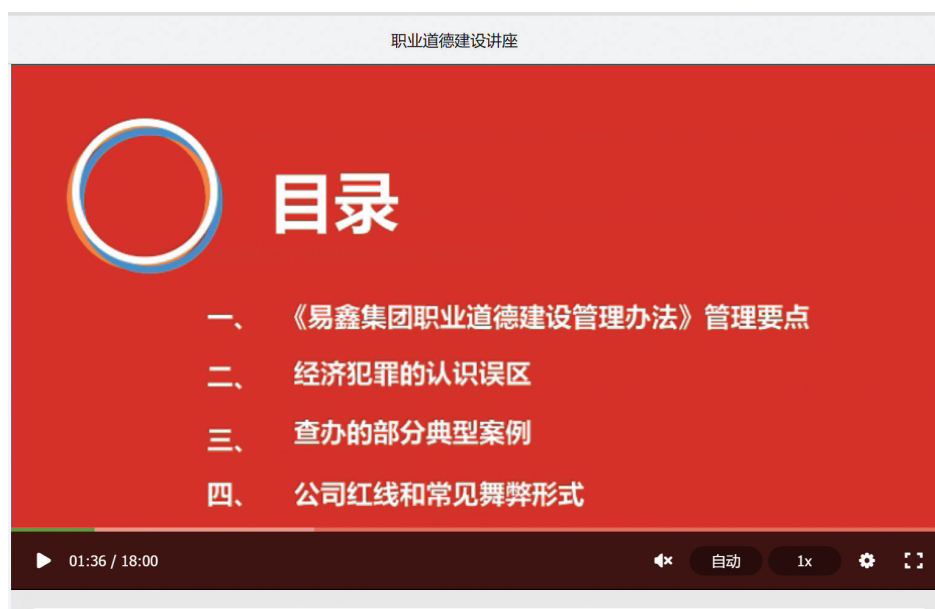 职业道德建设讲座
目录
一、 《易鑫集团职业道德建设管理办法》管理要点
二、 经济犯罪的认识误区
三、 查办的部分典型案例
四、 公司红线和常见舞弊形式
01:36 / 18:00 自动 1x